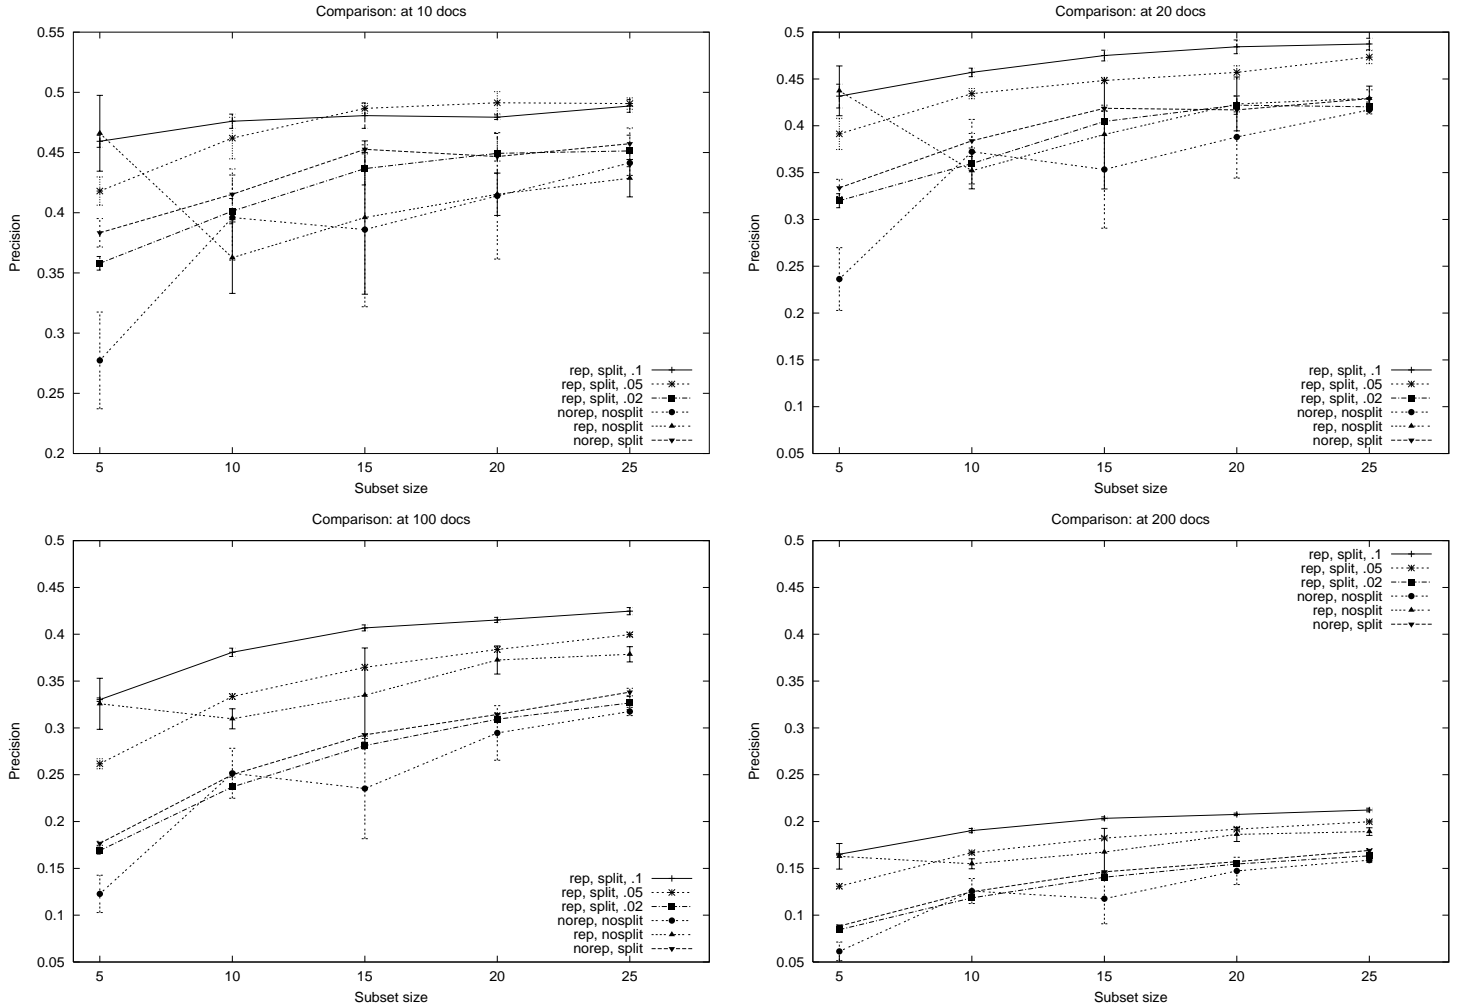 Comparison: at 10 docs
0.55
0.5
0.45
0.4
0.35
0.3
0.25
0.2
Precision
5 10 15 20 25
Subset size
rep, split, .1
rep, split, .05
rep, split, .02
norep, nosplit
rep, nosplit
norep, split
Comparison: at 20 docs
0.5
0.45
0.4
0.35
0.3
0.25
0.2
0.15
0.1
0.05
Precision
5 10 15 20 25
Subset size
rep, split, .1
rep, split, .05
rep, split, .02
norep, nosplit
rep, nosplit
norep, split
Comparison: at 100 docs
0.5
0.45
0.4
0.35
0.3
0.25
0.2
0.15
0.1
0.05
Precision
5 10 15 20 25
Subset size
rep, split, .1
rep, split, .05
rep, split, .02
norep, nosplit
rep, nosplit
norep, split
Comparison: at 200 docs
0.5
0.45
0.4
0.35
0.3
0.25
0.2
0.15
0.1
0.05
Precision
5 10 15 20 25
Subset size
rep, split, .1
rep, split, .05
rep, split, .02
norep, nosplit
rep, nosplit
norep, split